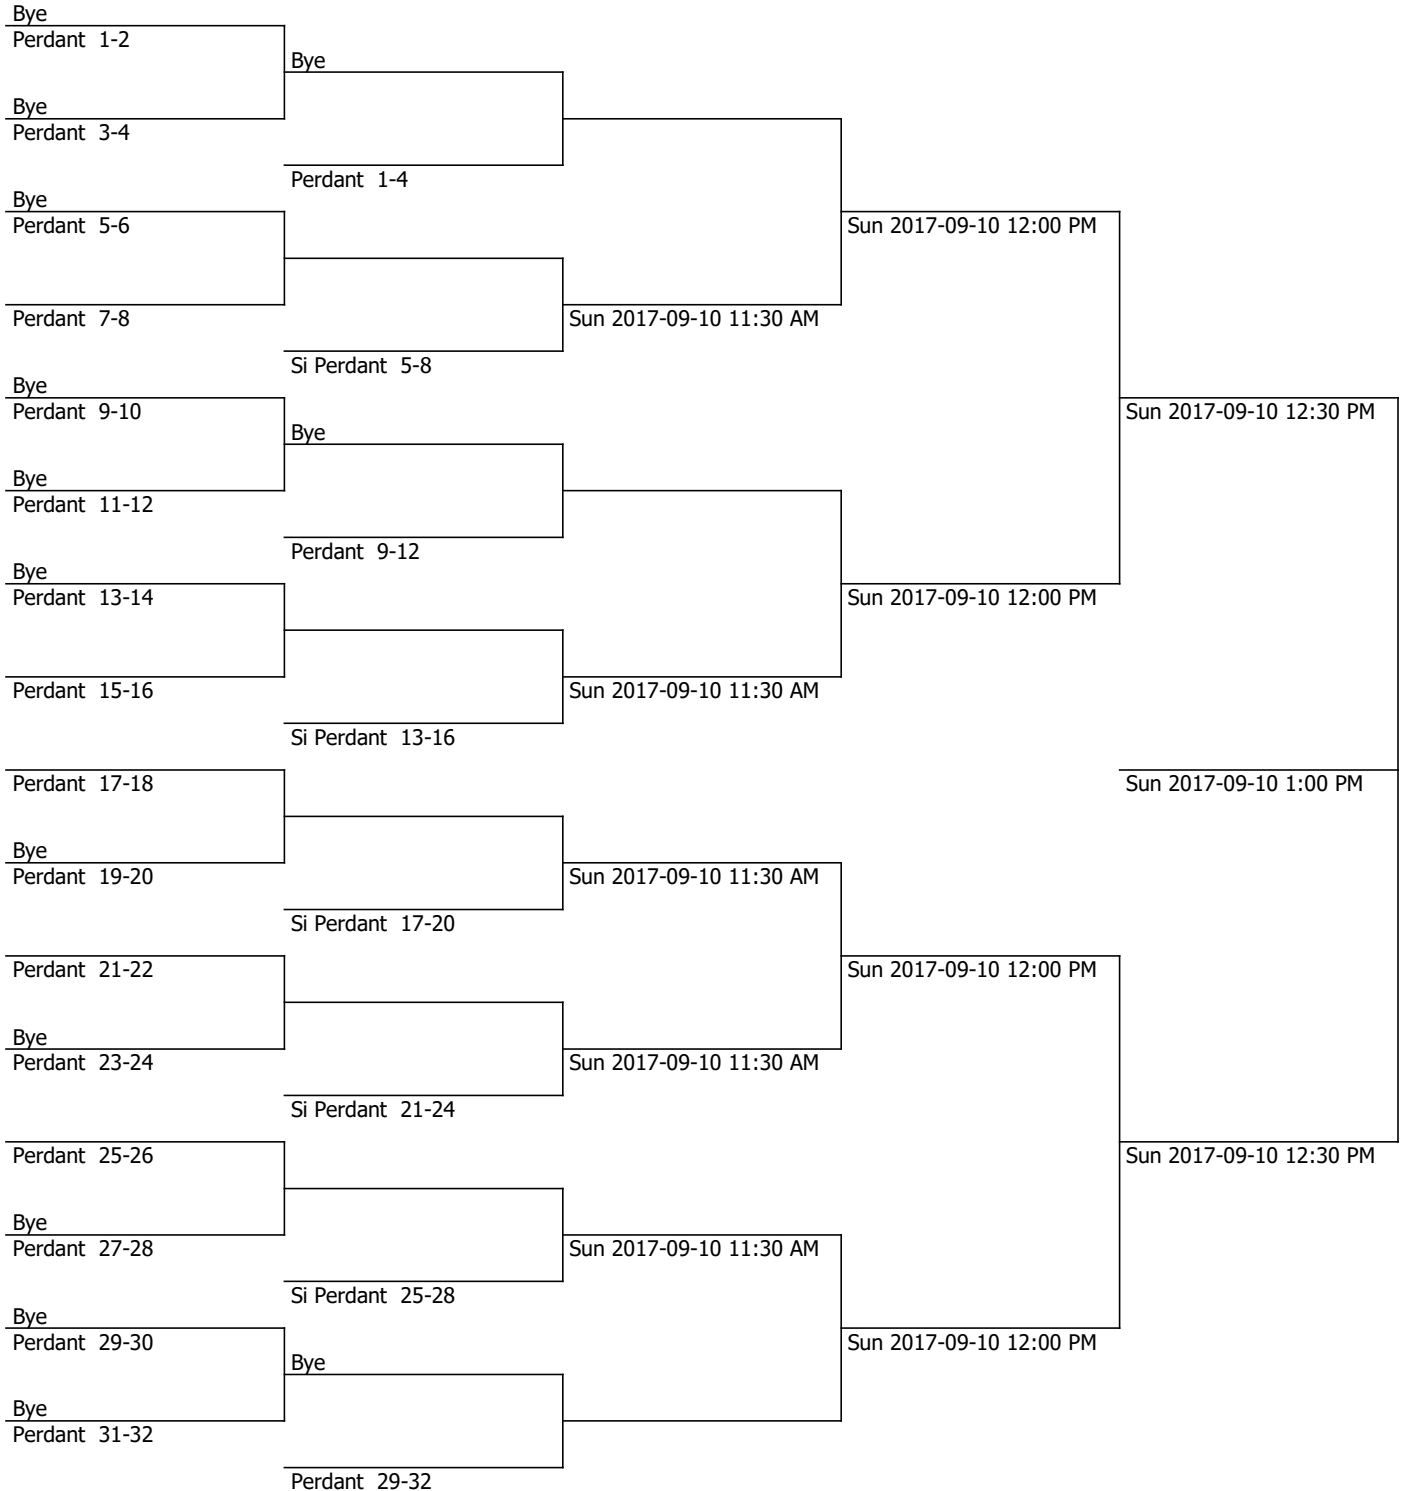 Bye
Perdant 1-2
Bye
Bye
Perdant 3-4
Perdant 1-4
Bye
Perdant 5-6
Sun 2017-09-10 12:00 PM
Perdant 7-8
Sun 2017-09-10 11:30 AM
Si Perdant 5-8
Bye
Perdant 9-10
Sun 2017-09-10 12:30 PM
Bye
Bye
Perdant 11-12
Perdant 9-12
Bye
Perdant 13-14
Sun 2017-09-10 12:00 PM
Perdant 15-16
Sun 2017-09-10 11:30 AM
Si Perdant 13-16
Perdant 17-18
Sun 2017-09-10 1:00 PM
Bye
Perdant 19-20
Sun 2017-09-10 11:30 AM
Si Perdant 17-20
Perdant 21-22
Sun 2017-09-10 12:00 PM
Bye
Perdant 23-24
Sun 2017-09-10 11:30 AM
Si Perdant 21-24
Perdant 25-26
Sun 2017-09-10 12:30 PM
Bye
Perdant 27-28
Sun 2017-09-10 11:30 AM
Si Perdant 25-28
Bye
Perdant 29-30
Sun 2017-09-10 12:00 PM
Bye
Bye
Perdant 31-32
Perdant 29-32